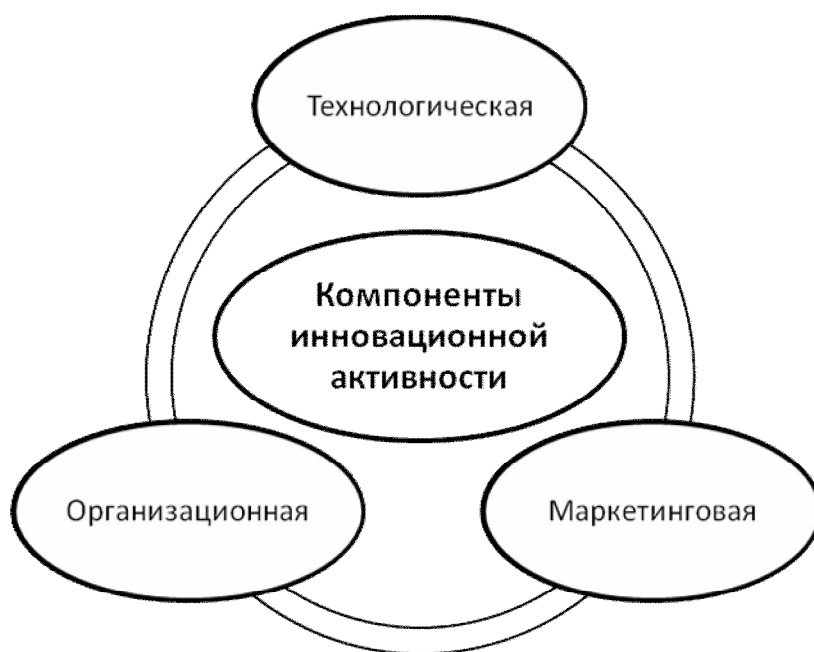 Технологическая
Компоненты
инновационной
активности
Организационная
Маркетинговая